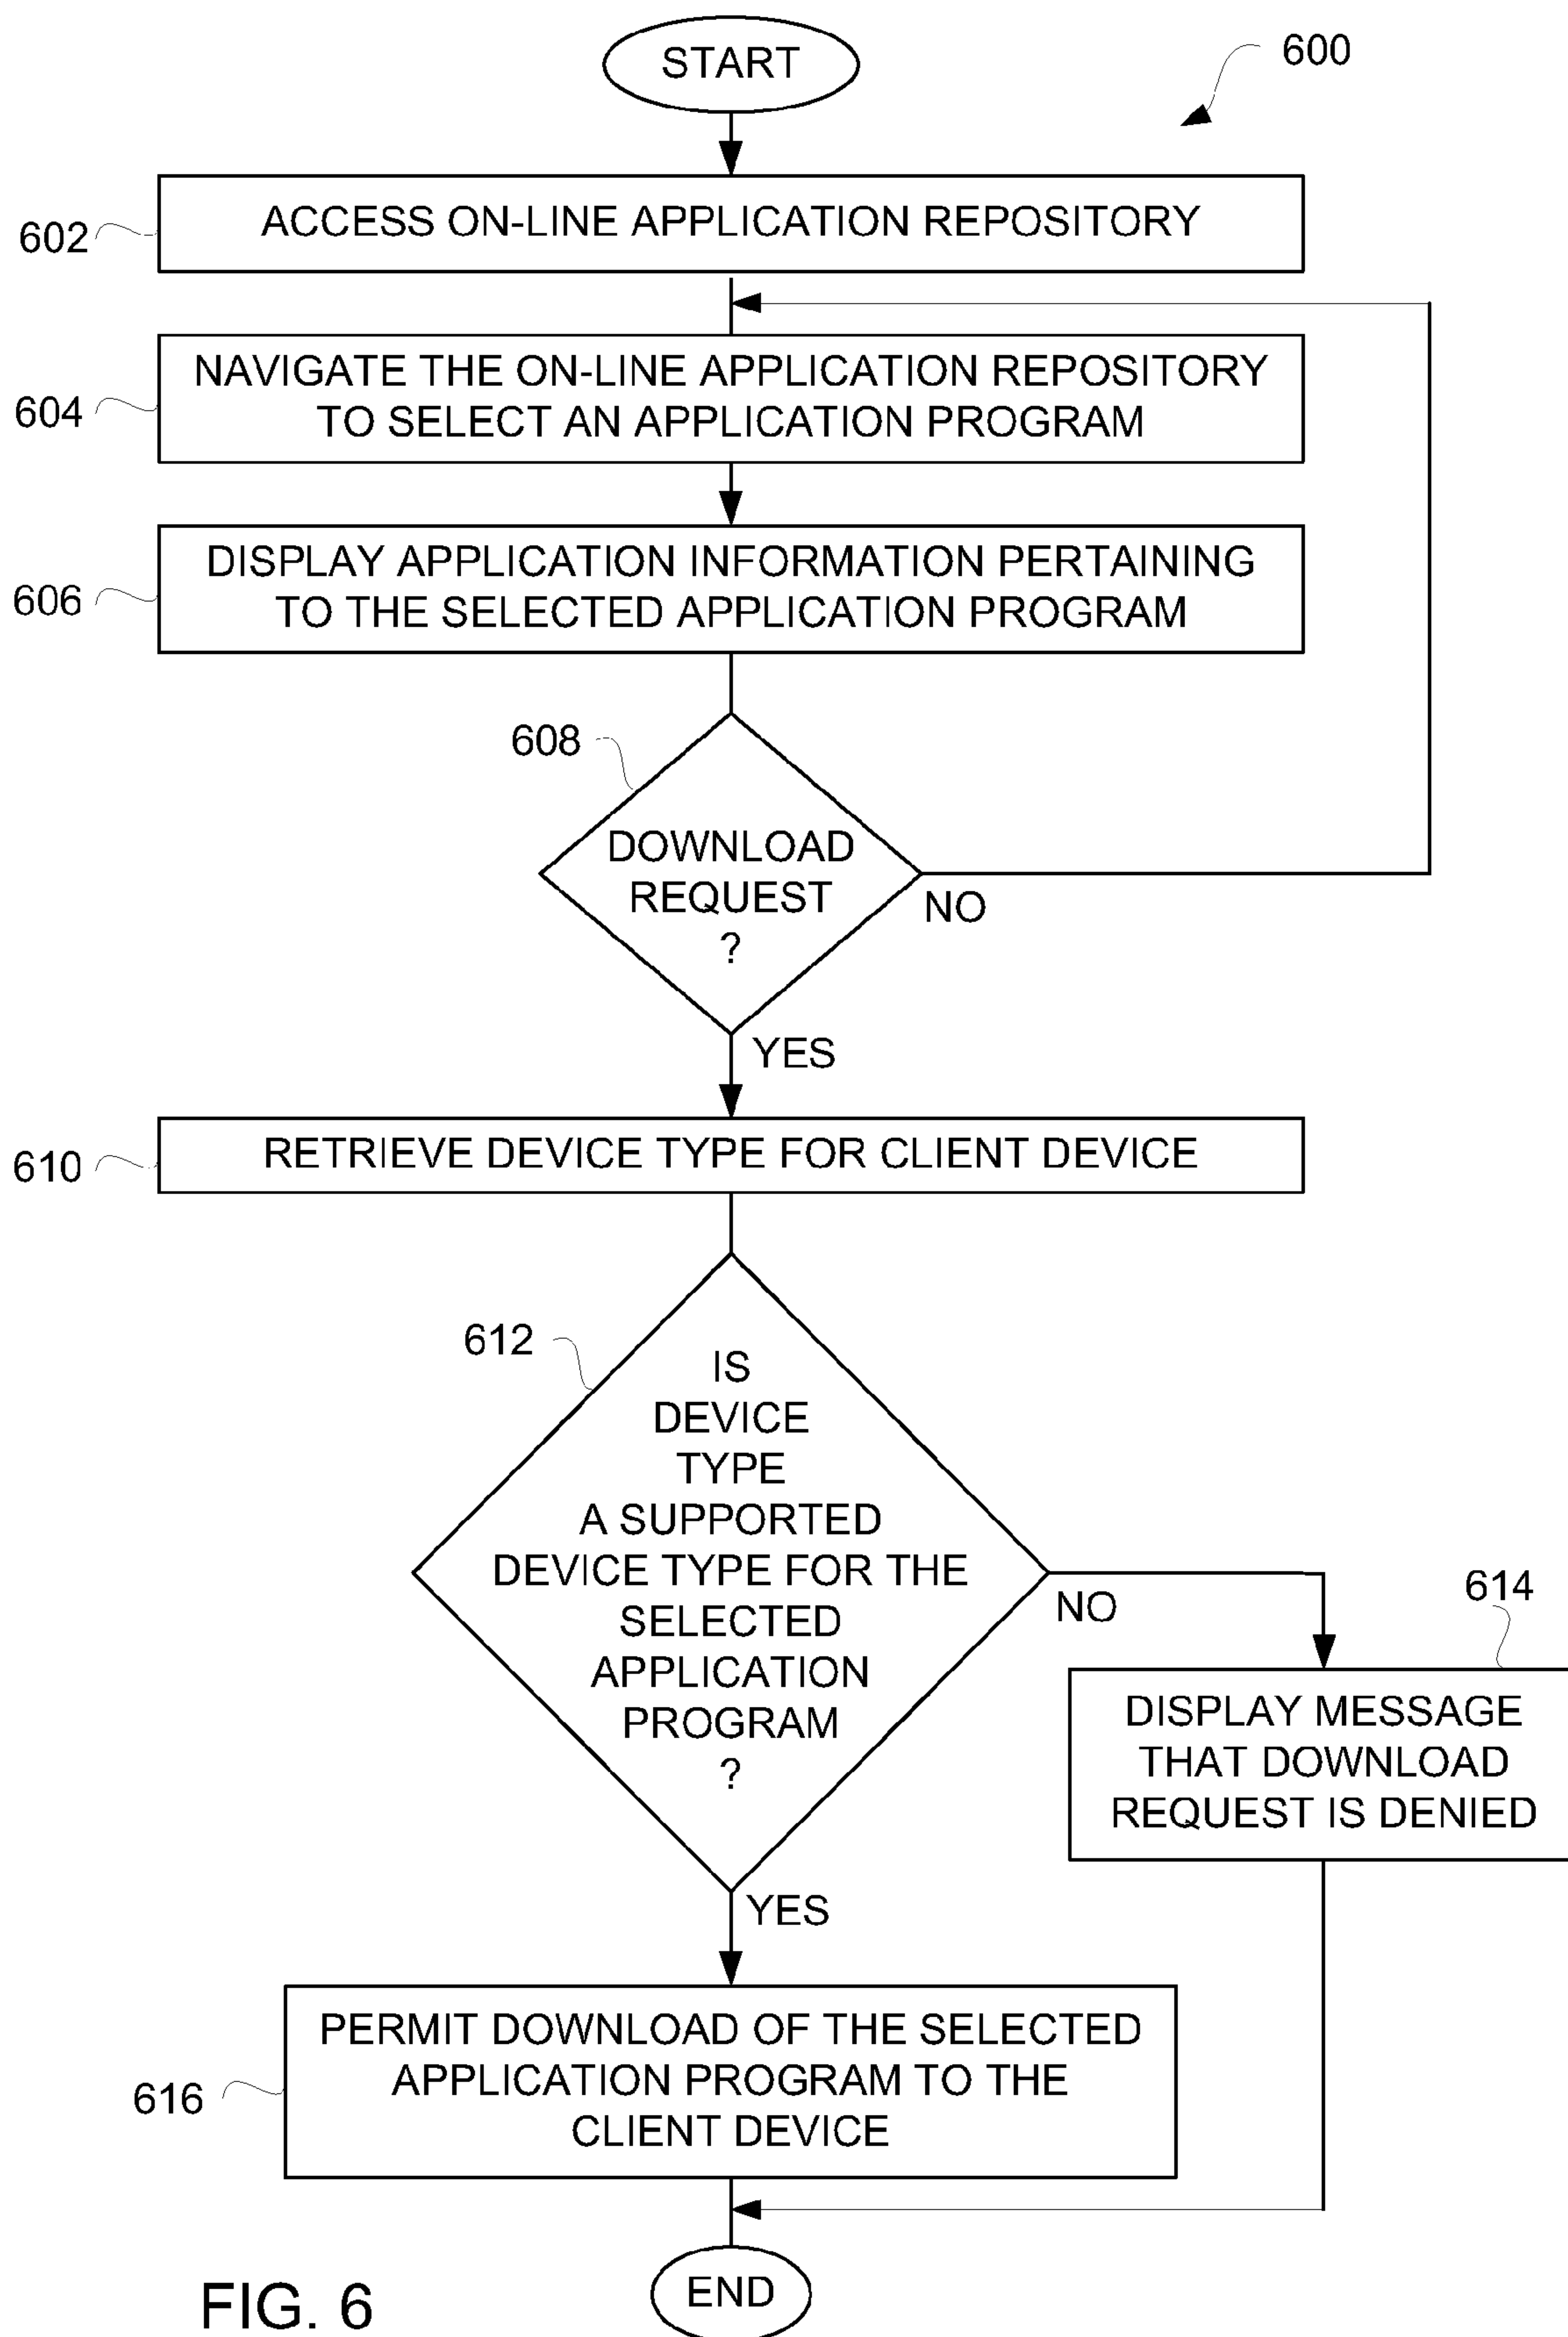 START
600
602
ACCESS ON-LINE APPLICATION REPOSITORY
604
NAVIGATE THE ON-LINE APPLICATION REPOSITORY
TO SELECT AN APPLICATION PROGRAM
606
DISPLAY APPLICATION INFORMATION PERTAINING
TO THE SELECTED APPLICATION PROGRAM
608
DOWNLOAD
REQUEST
?
NO
YES
610
RETRIEVE DEVICE TYPE FOR CLIENT DEVICE
612
IS
DEVICE
TYPE
A SUPPORTED
DEVICE TYPE FOR THE
SELECTED
APPLICATION
PROGRAM
?
NO
614
DISPLAY MESSAGE
THAT DOWNLOAD
REQUEST IS DENIED
YES
616
PERMIT DOWNLOAD OF THE SELECTED
APPLICATION PROGRAM TO THE
CLIENT DEVICE
END
FIG. 6